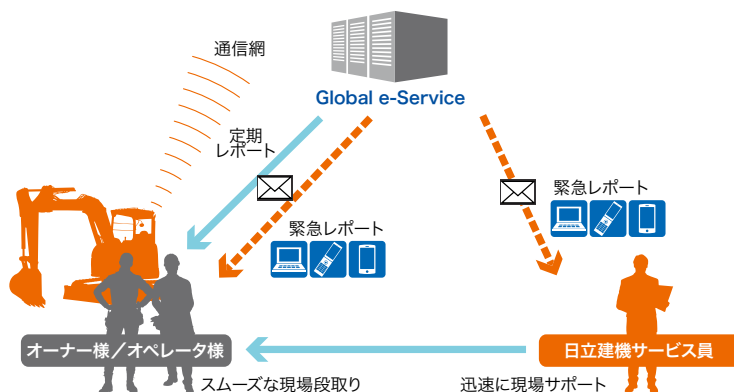 通信網
Global e-Service
定期
レポート
緊急レポート
緊急レポート
オーナー様／オペレータ様
日立建機サービス員
スムーズな現場段取り
迅速に現場サポート